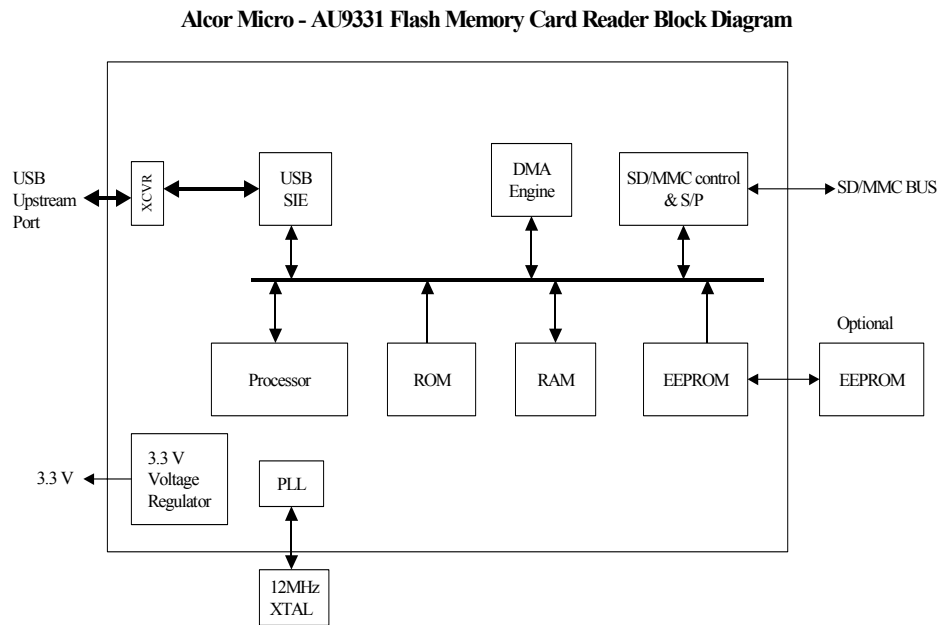 Alcor Micro - AU9331 Flash Memory Card Reader Block Diagram
USB
Upstream
Port
XCVR
USB
SIE
DMA
Engine
SD/MMC control
& S/P
SD/MMC BUS
Processor
ROM
RAM
EEPROM
Optional
EEPROM
3.3 V
3.3 V
Voltage
Regulator
PLL
12MHz
XTAL